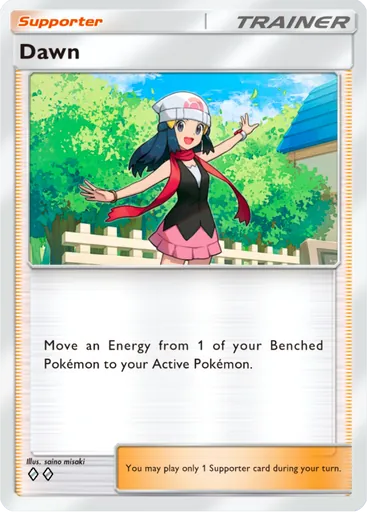 Supporter
TRAINER
Dawn
Move an Energy from 1 of your Benched
Pokémon to your Active Pokémon.
Illus. saino misaki
You may play only 1 Supporter card during your turn.